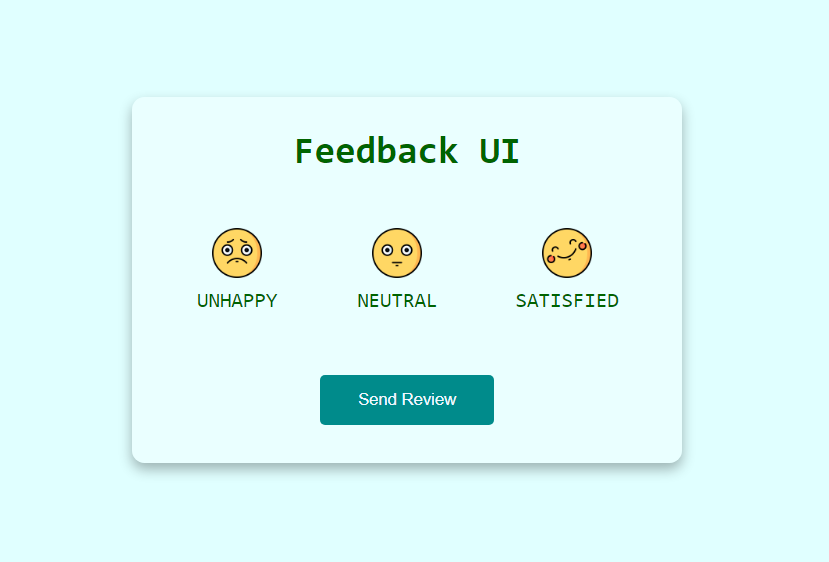 Feedback UI
UNHAPPY NEUTRAL SATISFIED
Send Review